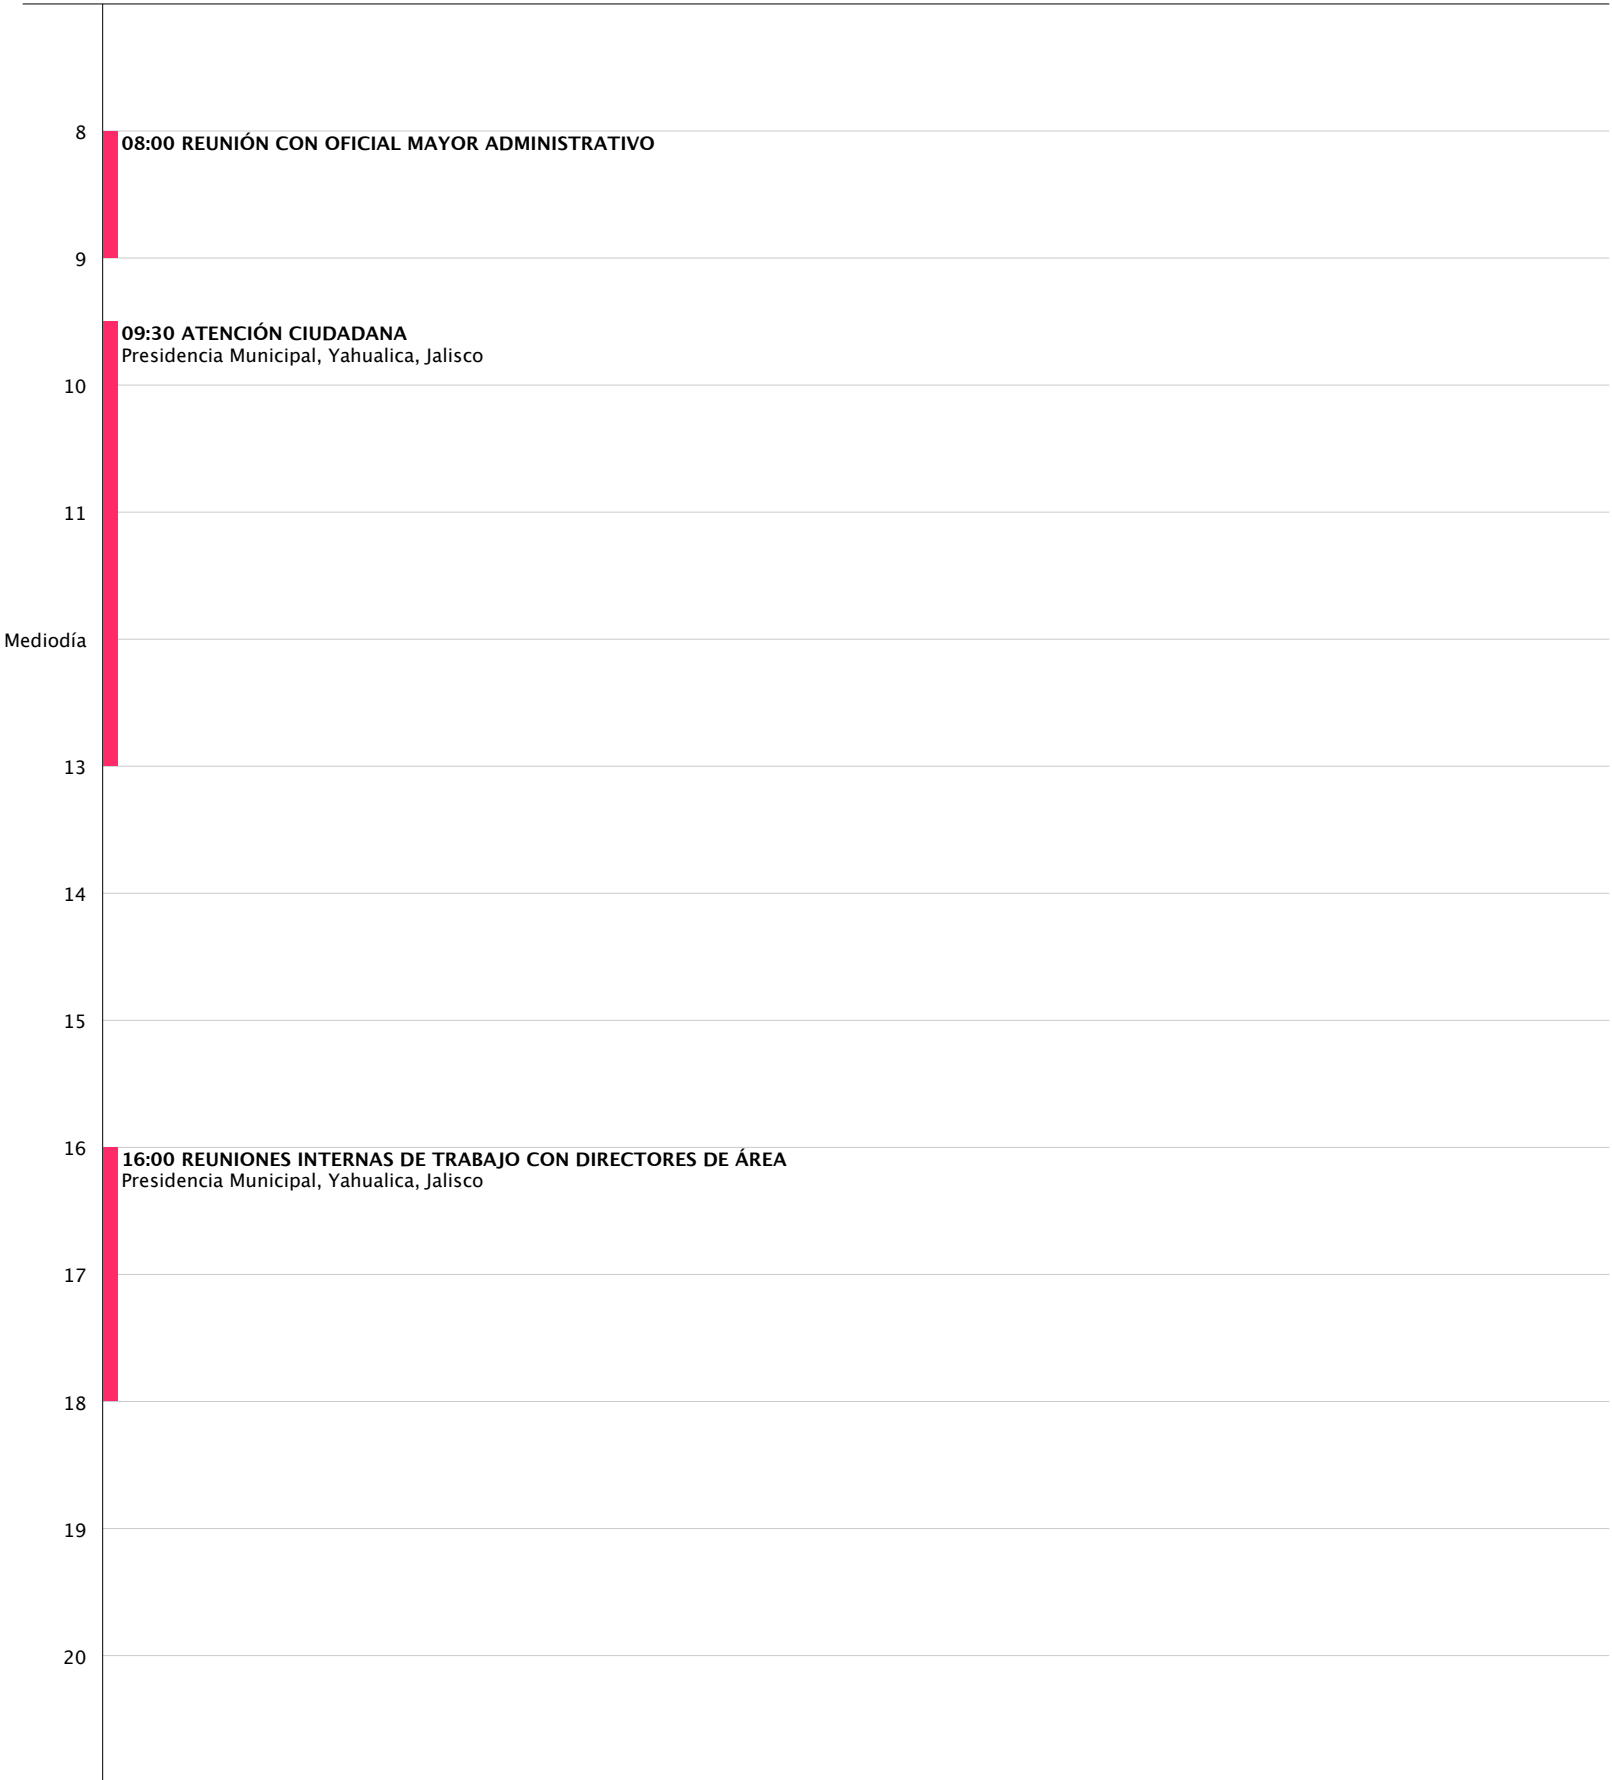 8
08:00 REUNIÓN CON OFICIAL MAYOR ADMINISTRATIVO
9
09:30 ATENCIÓN CIUDADANA
Presidencia Municipal, Yahualica, Jalisco
10
11
Mediodía
13
14
15
16
16:00 REUNIONES INTERNAS DE TRABAJO CON DIRECTORES DE ÁREA
Presidencia Municipal, Yahualica, Jalisco
17
18
19
20